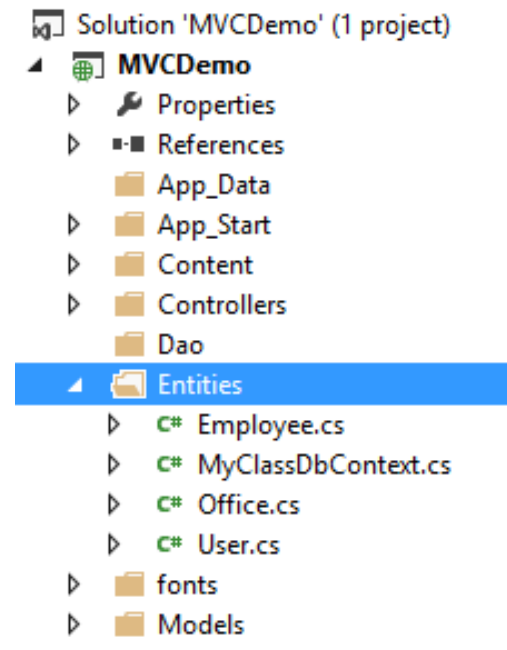 Solution 'MVCDemo' (1 project)
MVCDemo
Properties
References
App_Data
App_Start
Content
Controllers
Dao
Entities
C# Employee.cs
C# MyClassDbContext.cs
C# Office.cs
C# User.cs
fonts
Models